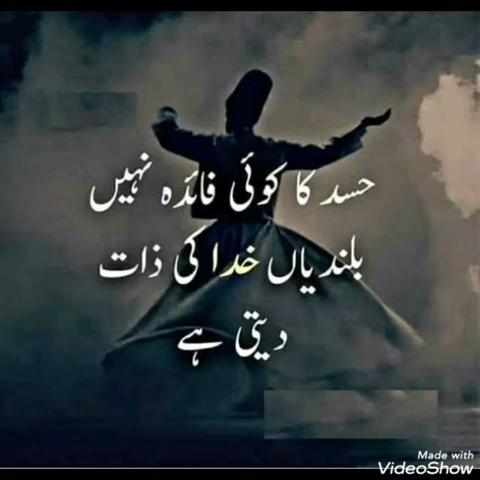 حسد کا کوئی فائدہ نہیں
بلندیاں خدا کی ذات
دیتی ہے
Made with
VideoShow